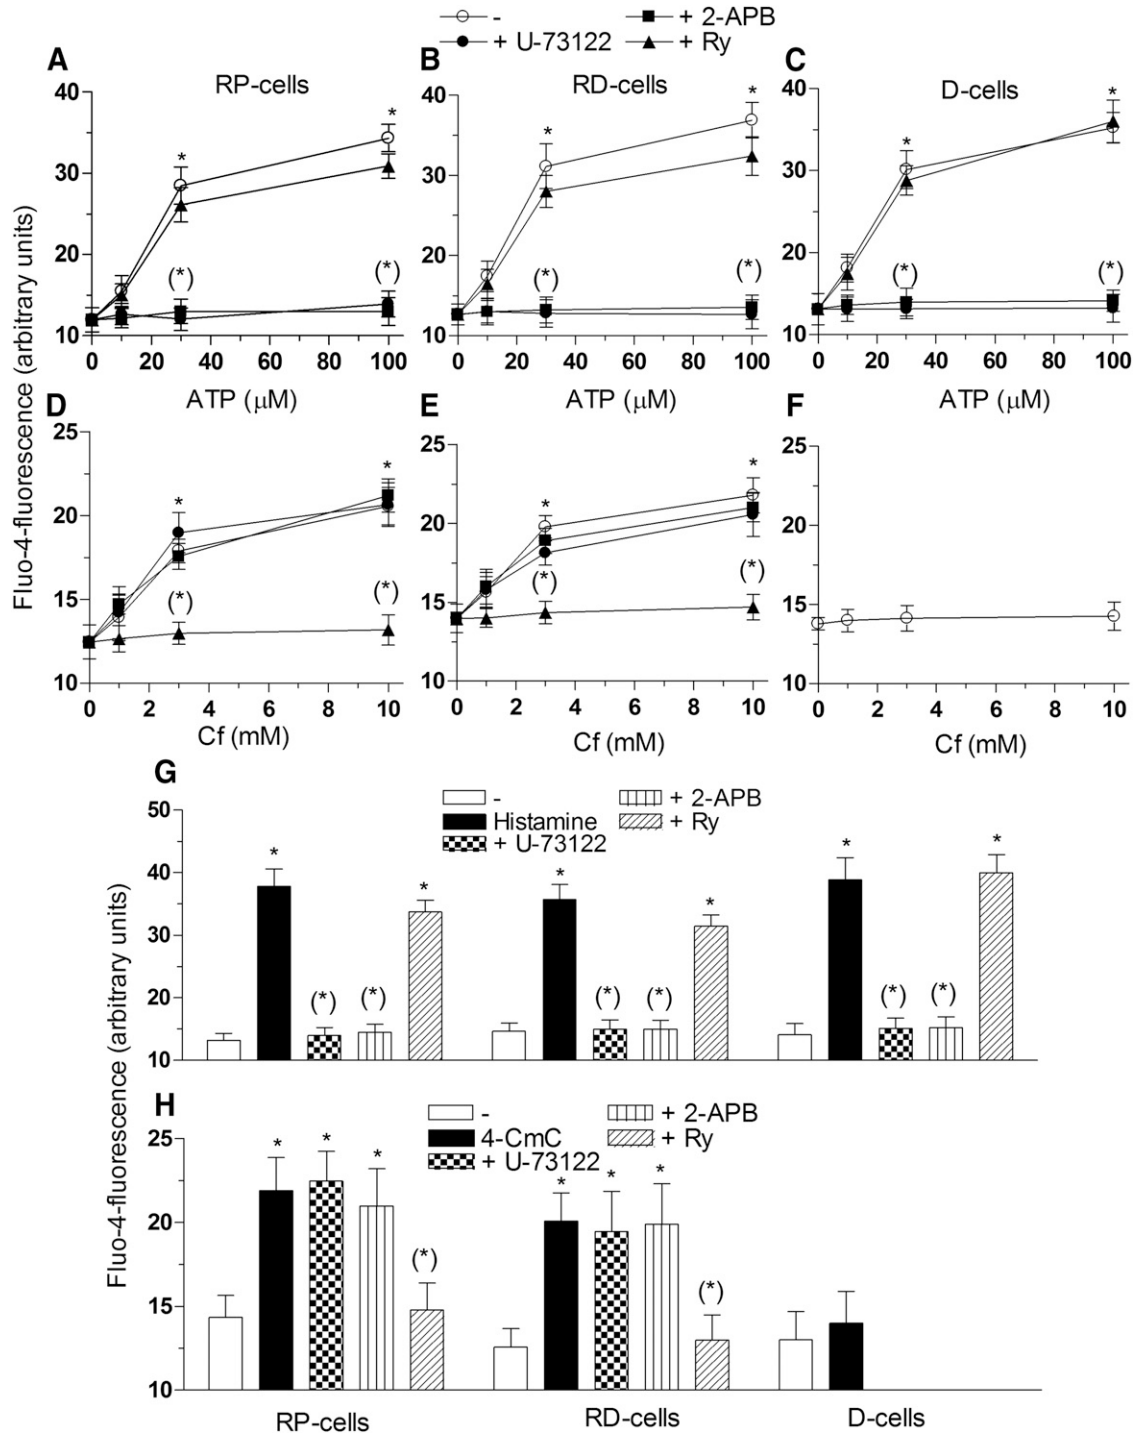 - + 2-APB
+ U-73122 + Ry
A B C
RP-cells RD-cells D-cells
Fluo-4-fluorescence (arbitrary units)
40 * *
30
20 (*) (*)
10
0 20 40 60 80 100
ATP (μM)
40 * *
30
20 (*) (*)
10
0 20 40 60 80 100
ATP (μM)
40 * *
30
20 (*) (*)
10
0 20 40 60 80 100
ATP (μM)
D E F
25 * *
20
15 (*) (*)
10
0 2 4 6 8 10
Cf (mM)
25 * *
20
15 (*) (*)
10
0 2 4 6 8 10
Cf (mM)
25
20
15
10
0 2 4 6 8 10
Cf (mM)
G
- + 2-APB
Histamine + Ry
+ U-73122
Fluo-4-fluorescence (arbitrary units)
50
40
30
20
10
* (*) (*) * * (*) (*) * * (*) (*) *
H
- + 2-APB
4-CmC + Ry
+ U-73122
25
20
15
10
* * * (*) * * * (*)
RP-cells RD-cells D-cells